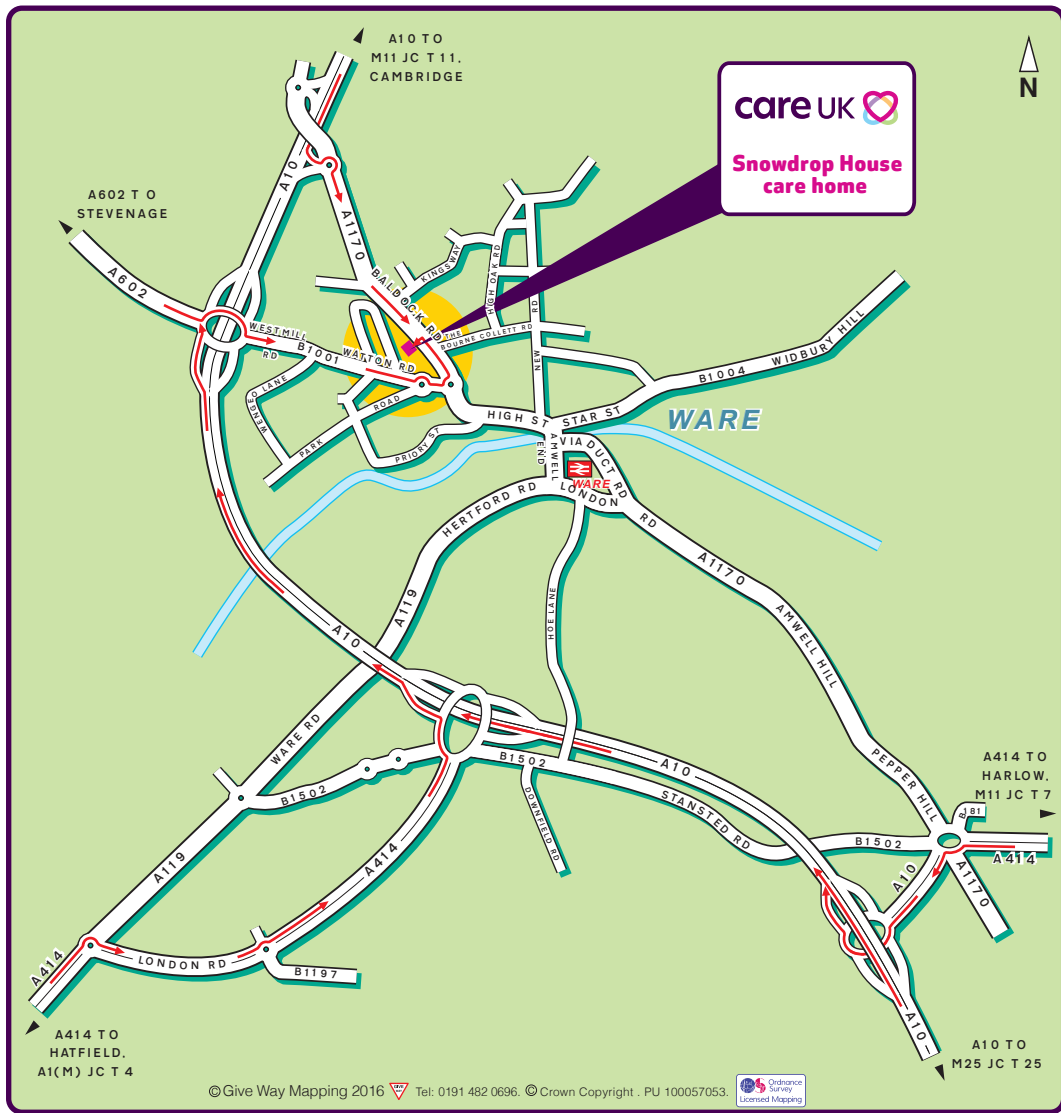 A10 TO
M11 JC T 11,
CAMBRIDGE
N
care UK
Snowdrop House
care home
A602 T O
STEVENAGE
A10
A1170
A602
BALDOCK RD
KINGSWAY
HIGH OAK RD
THE
BOURNE COLLETT RD
NEW RD
WESTMILL
RD
B1001
WATTON RD
WENGEO LANE
PARK ROAD
PRIORY ST
HIGH ST
STAR ST
B1004
WIDBURY HILL
WARE
AMWELL
END
VIADUCT RD
WARE
LONDON RD
HERTFORD RD
A119
A1170
AMWELL HILL
HOE LANE
A10
WARE RD
PEPPER HILL
A414 TO
HARLOW,
M11 JC T 7
B1502
B1502
A10
DOWNFIELD RD
STANSTED RD
B181
B1502
A414
A119
A414
A10
A1170
A414
LONDON RD
B1197
A10
A414 TO
HATFIELD,
A1(M) JC T 4
A10 TO
M25 JC T 25
© Give Way Mapping 2016 GIVE WAY Tel: 0191 482 0696. © Crown Copyright . PU 100057053.
Ordnance
Survey
Licensed Mapping